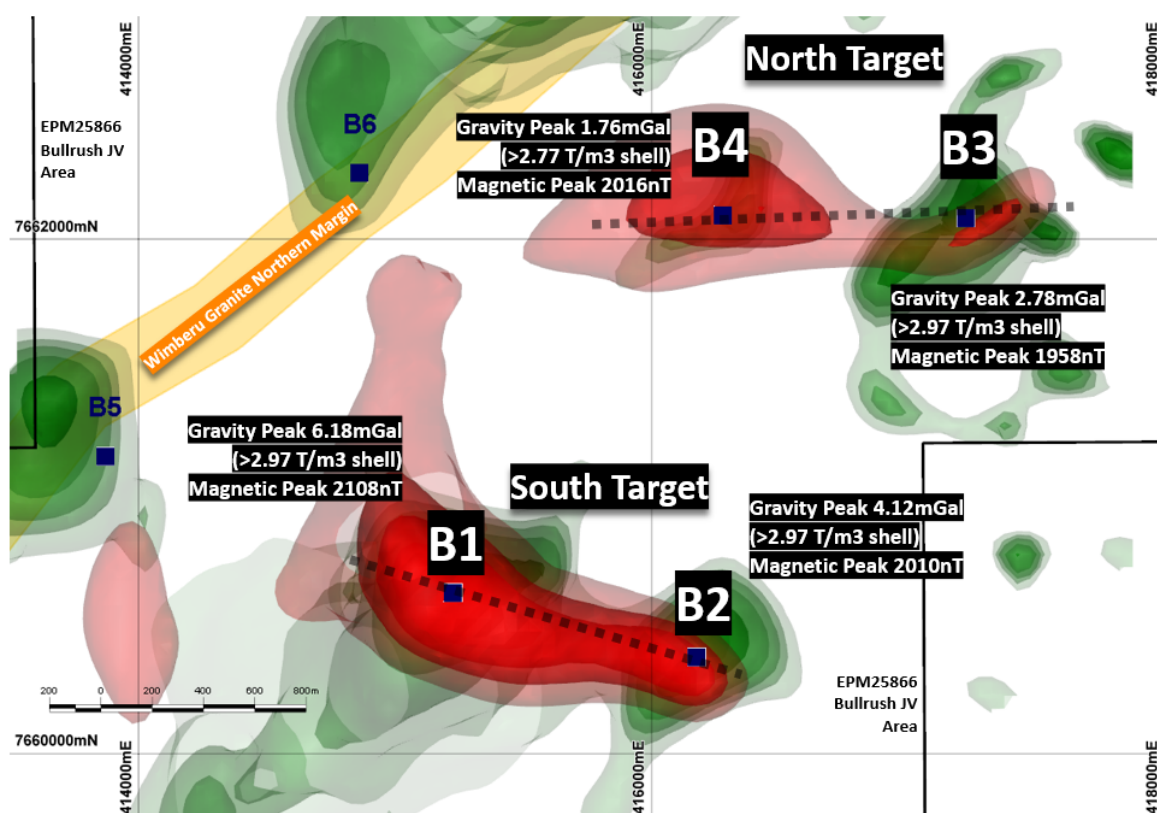 414000mE
416000mE
418000mE
North Target
EPM25866
Bullrush JV
Area
B6
Gravity Peak 1.76mGal
(>2.77 T/m3 shell)
Magnetic Peak 2016nT
B4
B3
7662000mN
Wimberu Granite Northern Margin
Gravity Peak 2.78mGal
(>2.97 T/m3 shell)
Magnetic Peak 1958nT
B5
Gravity Peak 6.18mGal
(>2.97 T/m3 shell)
Magnetic Peak 2108nT
South Target
Gravity Peak 4.12mGal
(>2.97 T/m3 shell)
Magnetic Peak 2010nT
B1
B2
EPM25866
Bullrush JV
Area
200 0 200 400 600 800m
7660000mN
414000mE
416000mE
418000mE